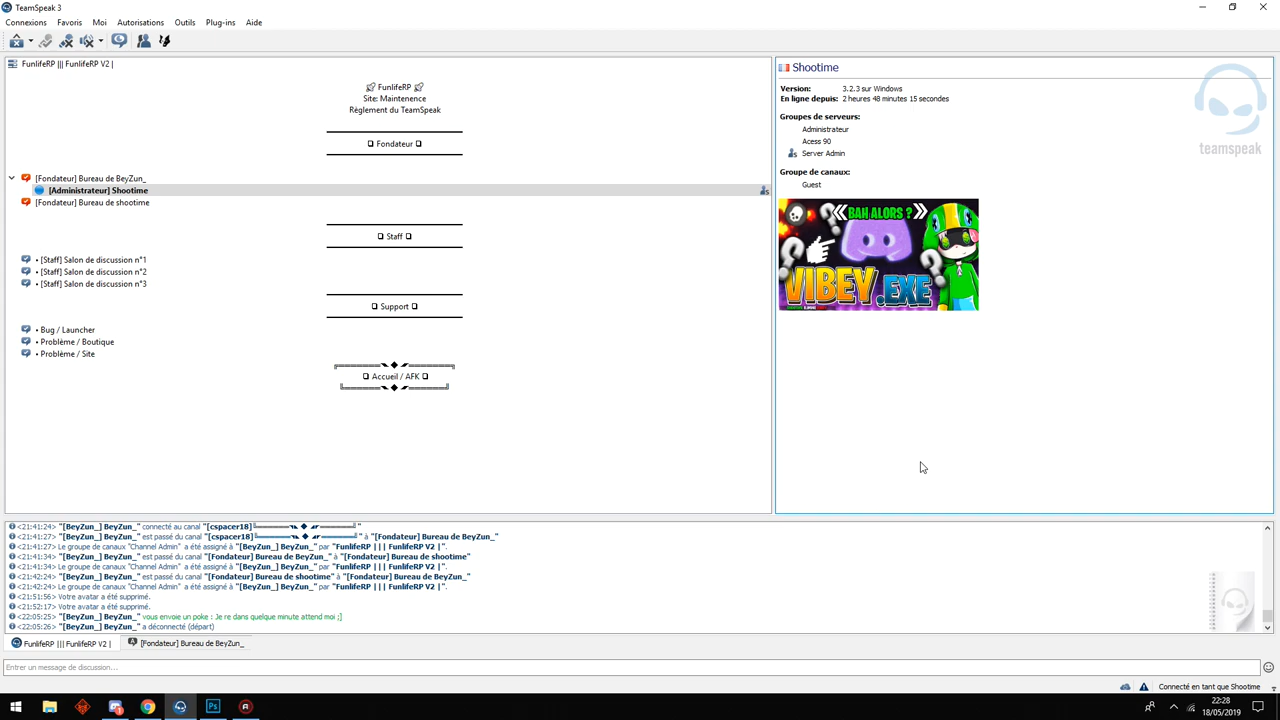 TeamSpeak 3
Connexions Favoris Moi Autorisations Outils Plug-ins Aide
FunlifeRP ||| FunlifeRP V2 |
FunlifeRP
Site: Maintenence
Règlement du TeamSpeak
Fondateur
[Fondateur] Bureau de BeyZun_
[Administrateur] Shootime
[Fondateur] Bureau de shootime
Staff
• [Staff] Salon de discussion n°1
• [Staff] Salon de discussion n°2
• [Staff] Salon de discussion n°3
Support
• Bug / Launcher
• Problème / Boutique
• Problème / Site
Accueil / AFK
Shootime
Version: 3.2.3 sur Windows
En ligne depuis: 2 heures 48 minutes 15 secondes
Groupes de serveurs:
Administrateur
Acess 90
Server Admin
Groupe de canaux:
Guest
teamspeak
«BAH ALORS ?»
VIBEY.EXE
<21:41:24> "[BeyZun_] BeyZun_" connecté au canal "[cspacer18]╚══════◥◣ ◆ ◢◤══════╝"
<21:41:27> "[BeyZun_] BeyZun_" est passé du canal "[cspacer18]╚══════◥◣ ◆ ◢◤══════╝" à "[Fondateur] Bureau de BeyZun_"
<21:41:27> Le groupe de canaux "Channel Admin" a été assigné à "[BeyZun_] BeyZun_" par "FunlifeRP ||| FunlifeRP V2 |".
<21:41:34> "[BeyZun_] BeyZun_" est passé du canal "[Fondateur] Bureau de BeyZun_" à "[Fondateur] Bureau de shootime"
<21:41:34> Le groupe de canaux "Channel Admin" a été assigné à "[BeyZun_] BeyZun_" par "FunlifeRP ||| FunlifeRP V2 |".
<21:42:24> "[BeyZun_] BeyZun_" est passé du canal "[Fondateur] Bureau de shootime" à "[Fondateur] Bureau de BeyZun_"
<21:42:24> Le groupe de canaux "Channel Admin" a été assigné à "[BeyZun_] BeyZun_" par "FunlifeRP ||| FunlifeRP V2 |".
<21:51:56> Votre avatar a été supprimé.
<21:52:17> Votre avatar a été supprimé.
<22:05:25> "[BeyZun_] BeyZun_" vous envoie un poke : Je re dans quelque minute attend moi ;]
<22:05:26> "[BeyZun_] BeyZun_" a déconnecté (départ)
FunlifeRP ||| FunlifeRP V2 | [Fondateur] Bureau de BeyZun_
Entrer un message de discussion...
Connecté en tant que Shootime
Ps
22:28
18/05/2019